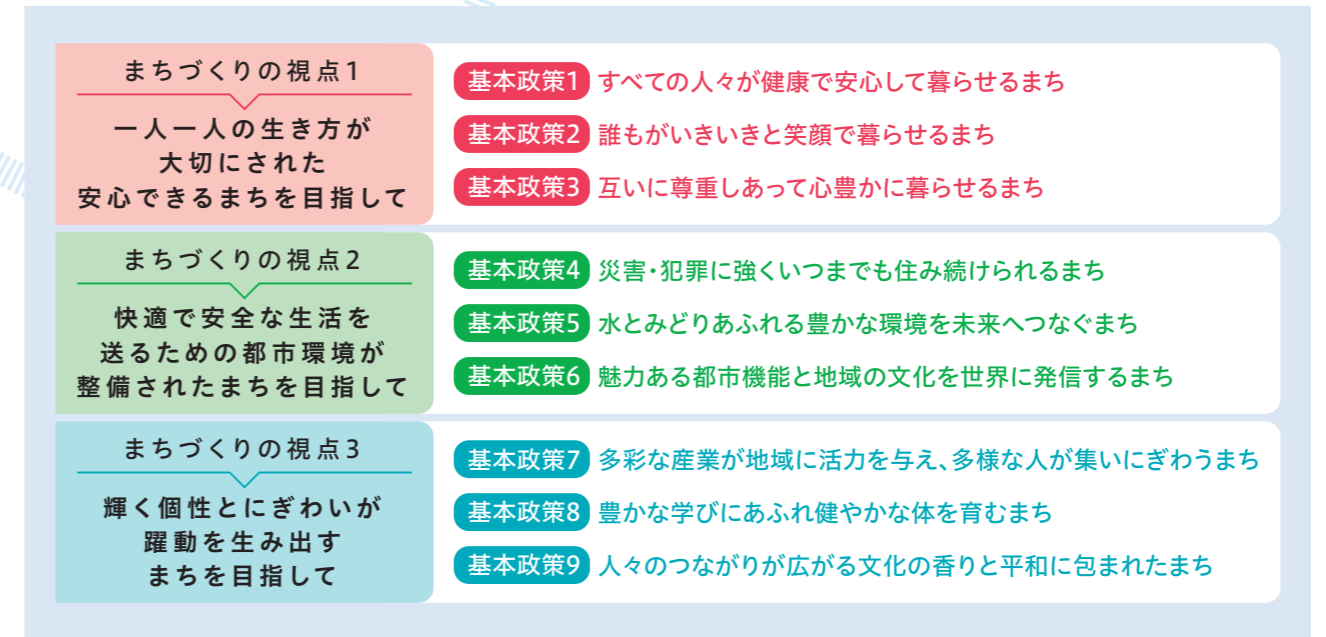 まちづくりの視点1
一人一人の生き方が
大切にされた
安心できるまちを目指して
基本政策1 すべての人々が健康で安心して暮らせるまち
基本政策2 誰もがいきいきと笑顔で暮らせるまち
基本政策3 互いに尊重しあって心豊かに暮らせるまち
まちづくりの視点2
快適で安全な生活を
送るための都市環境が
整備されたまちを目指して
基本政策4 災害・犯罪に強くいつまでも住み続けられるまち
基本政策5 水とみどりあふれる豊かな環境を未来へつなぐまち
基本政策6 魅力ある都市機能と地域の文化を世界に発信するまち
まちづくりの視点3
輝く個性とにぎわいが
躍動を生み出す
まちを目指して
基本政策7 多彩な産業が地域に活力を与え、多様な人が集いにぎわうまち
基本政策8 豊かな学びにあふれ健やかな体を育むまち
基本政策9 人々のつながりが広がる文化の香りと平和に包まれたまち